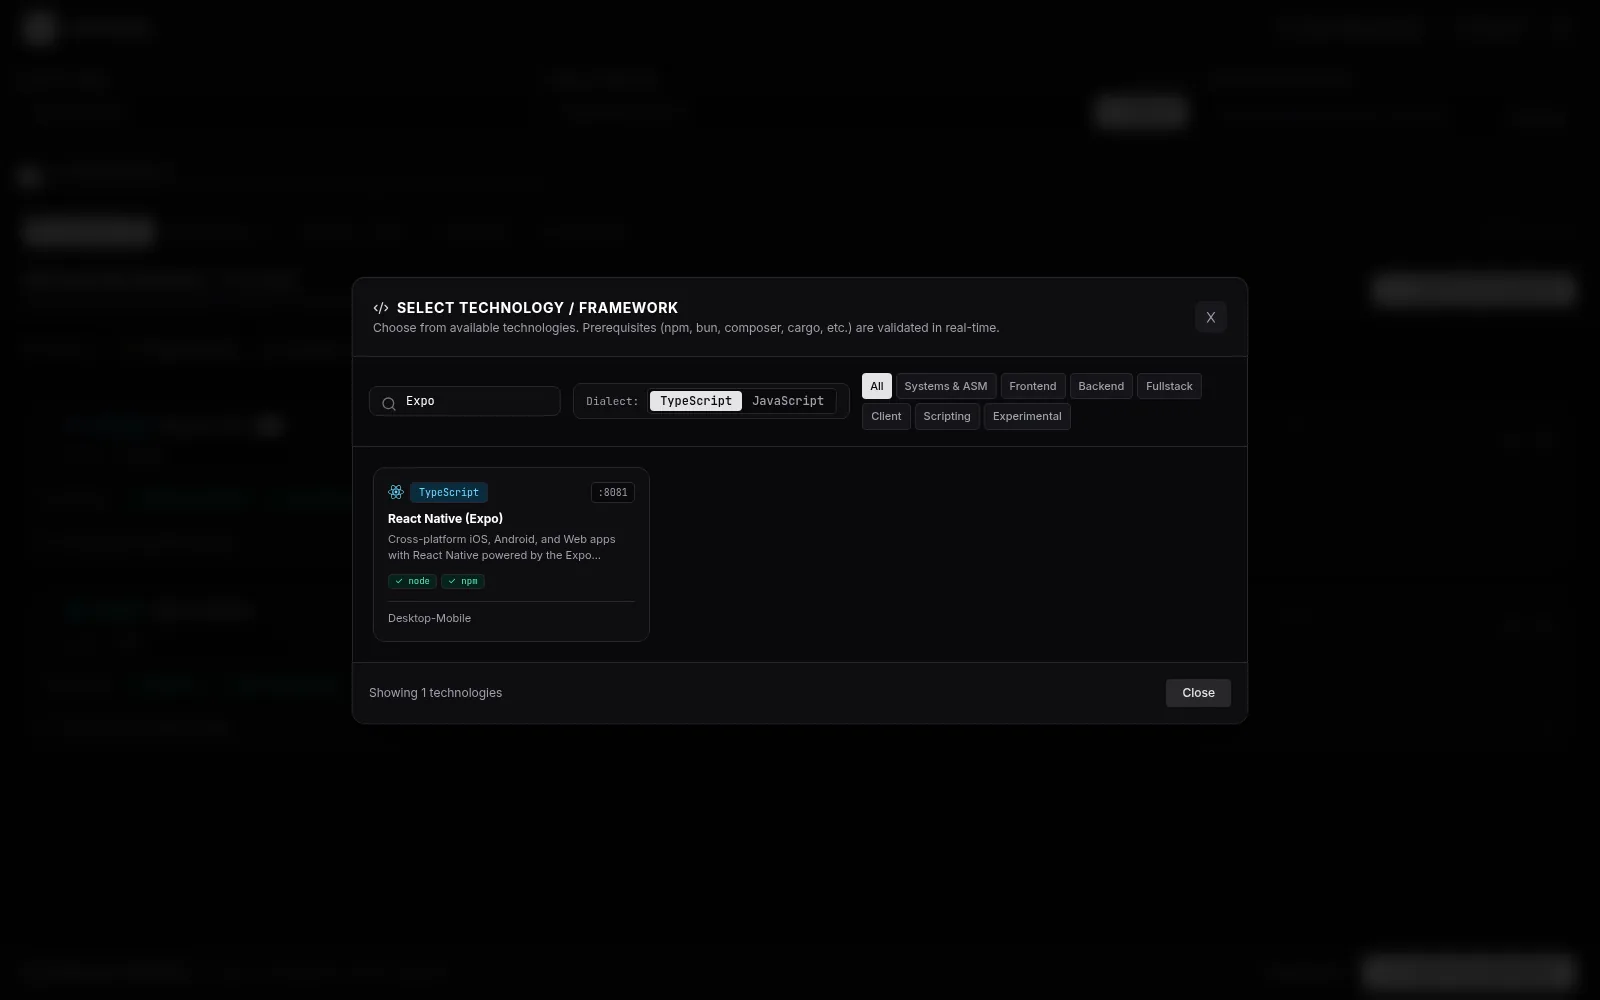 SELECT TECHNOLOGY / FRAMEWORK
Choose from available technologies. Prerequisites (npm, bun, composer, cargo, etc.) are validated in real-time.
X
Expo
Dialect: TypeScript JavaScript
All Systems & ASM Frontend Backend Fullstack
Client Scripting Experimental
TypeScript :8081
React Native (Expo)
Cross-platform iOS, Android, and Web apps
with React Native powered by the Expo...
✓ node ✓ npm
Desktop-Mobile
Showing 1 technologies
Close